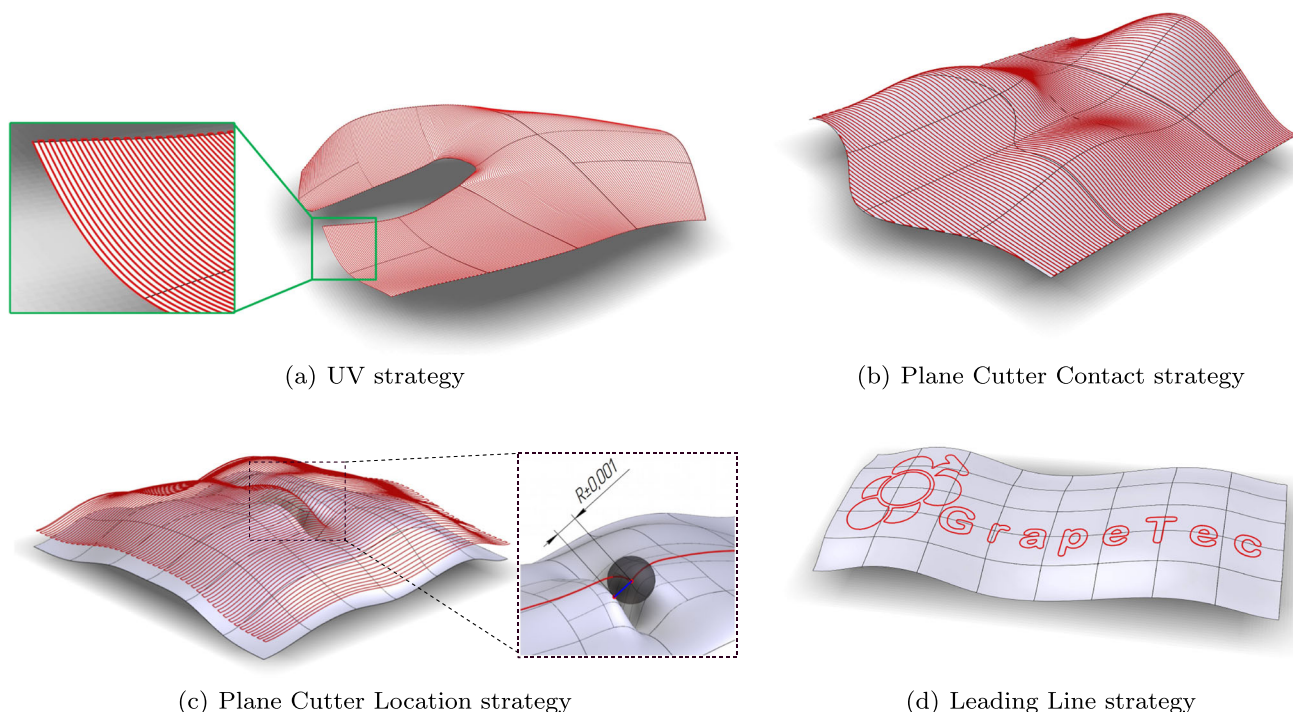 (a) UV strategy
(b) Plane Cutter Contact strategy
R±0,001
GrapeTec
(c) Plane Cutter Location strategy
(d) Leading Line strategy